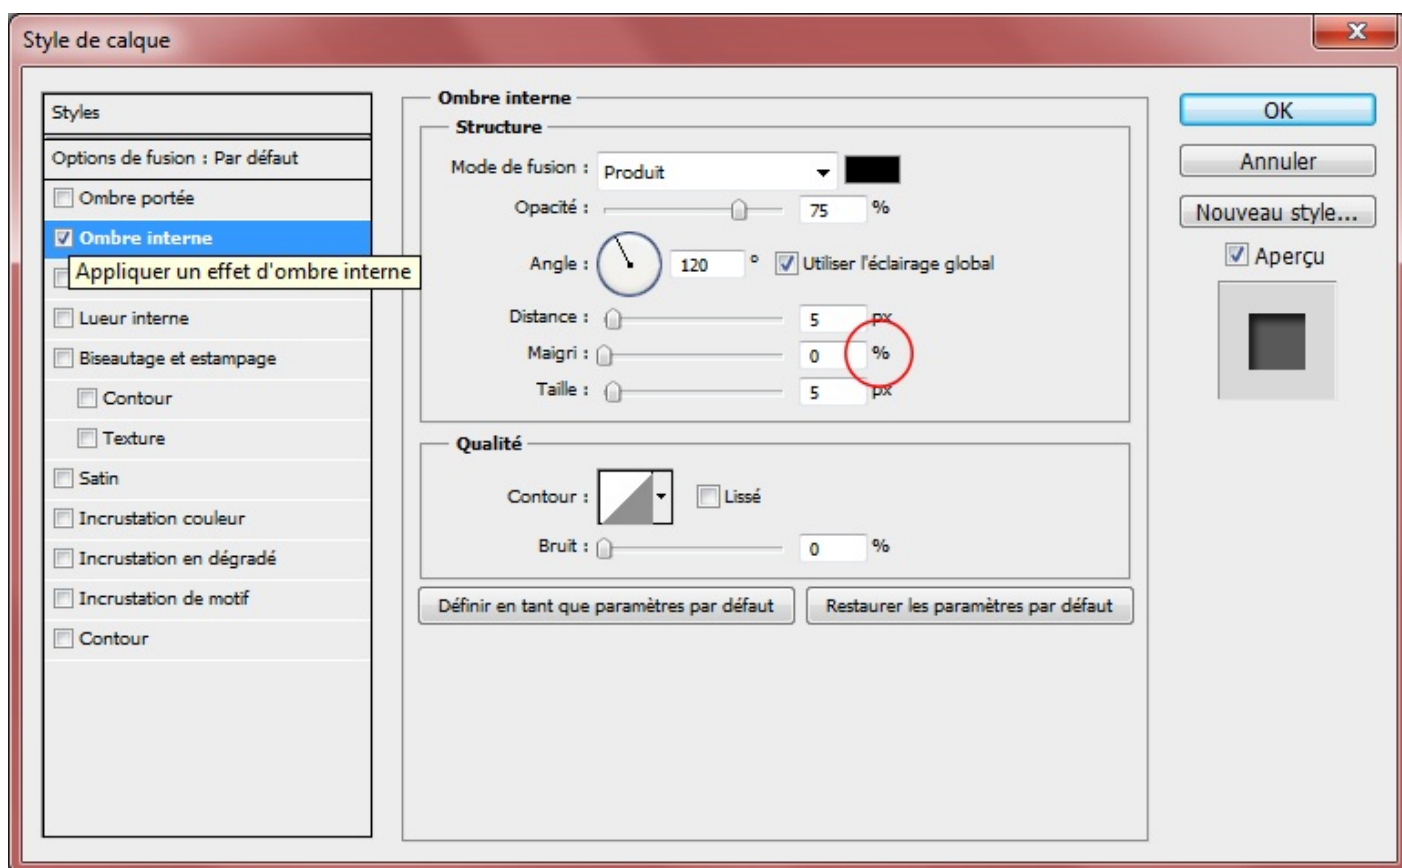 Style de calque
x
Styles
Options de fusion : Par défaut
Ombre portée
Ombre interne
Appliquer un effet d'ombre interne
Lueur interne
Biseautage et estampage
Contour
Texture
Satin
Incrustation couleur
Incrustation en dégradé
Incrustation de motif
Contour
Ombre interne
Structure
Mode de fusion : Produit
Opacité : 75 %
Angle : 120 ° Utiliser l'éclairage global
Distance : 5 px
Maigri : 0 %
Taille : 5 px
Qualité
Contour : Lissé
Bruit : 0 %
Définir en tant que paramètres par défaut Restaurer les paramètres par défaut
OK
Annuler
Nouveau style...
Aperçu